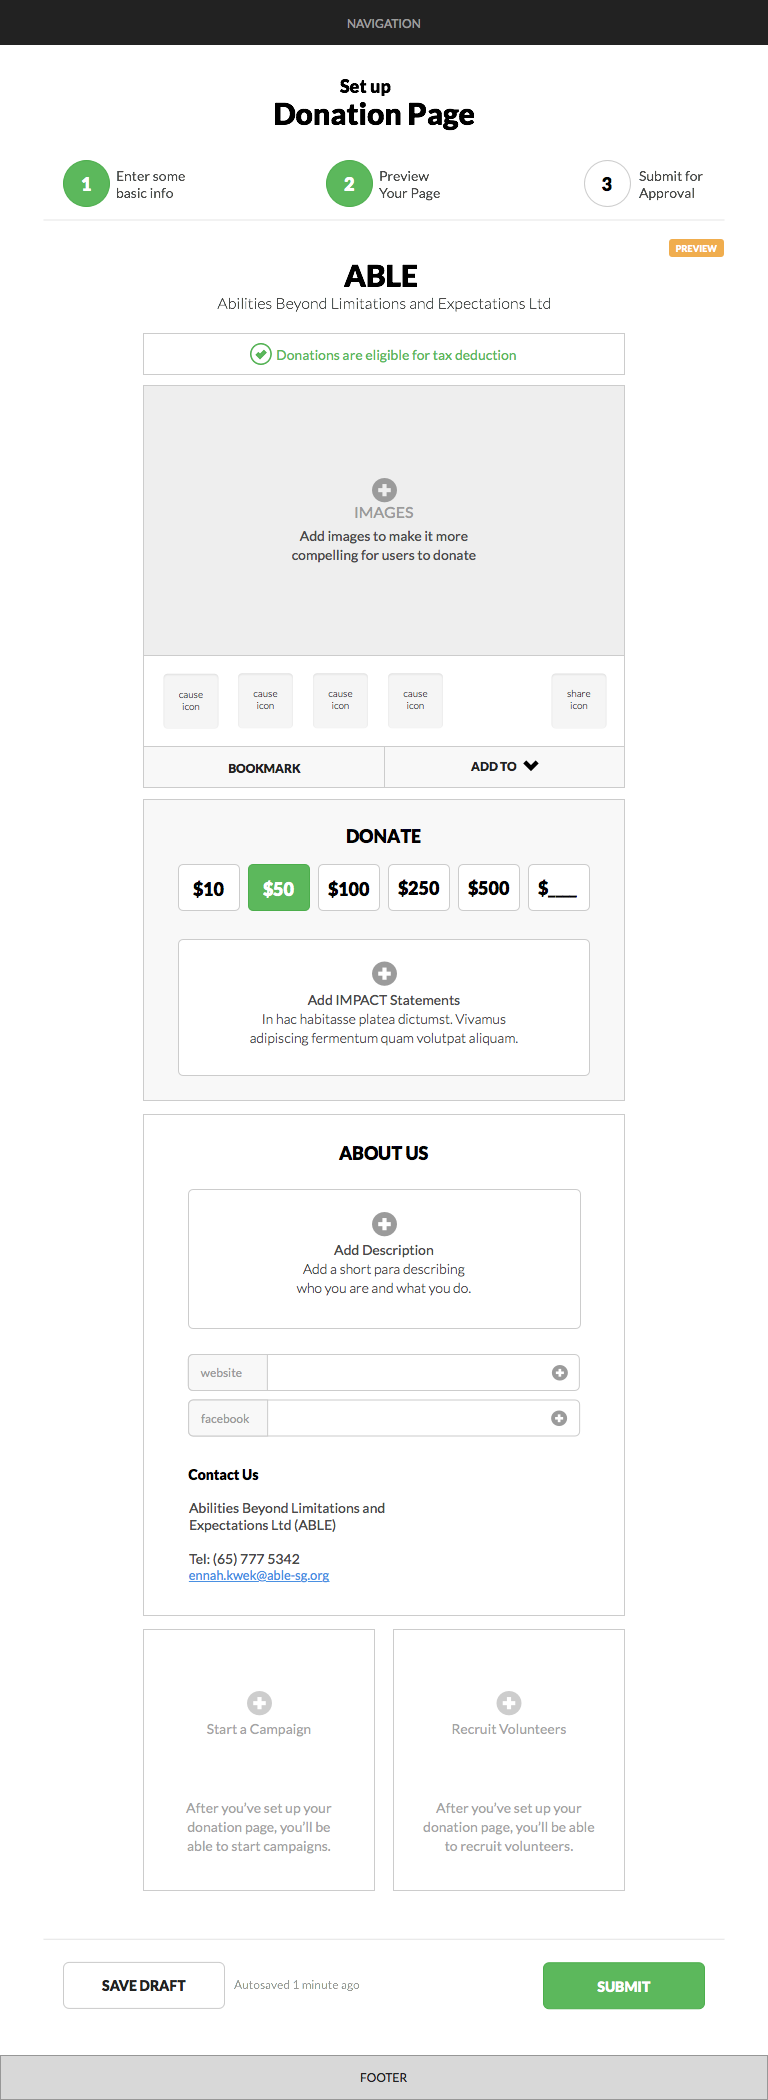 NAVIGATION
Set up
Donation Page
1
Enter some
basic info
2
Preview
Your Page
3
Submit for
Approval
PREVIEW
ABLE
Abilities Beyond Limitations and Expectations Ltd
Donations are eligible for tax deduction
IMAGES
Add images to make it more
compelling for users to donate
cause
icon
cause
icon
cause
icon
cause
icon
share
icon
BOOKMARK
ADD TO
DONATE
$10
$50
$100
$250
$500
$___
Add IMPACT Statements
In hac habitasse platea dictumst. Vivamus
adipiscing fermentum quam volutpat aliquam.
ABOUT US
Add Description
Add a short para describing
who you are and what you do.
website
facebook
Contact Us
Abilities Beyond Limitations and
Expectations Ltd (ABLE)
Tel: (65) 777 5342
ennah.kwek@able-sg.org
Start a Campaign
After you've set up your
donation page, you'll be
able to start campaigns.
Recruit Volunteers
After you've set up your
donation page, you'll be able
to recruit volunteers.
SAVE DRAFT
Autosaved 1 minute ago
SUBMIT
FOOTER